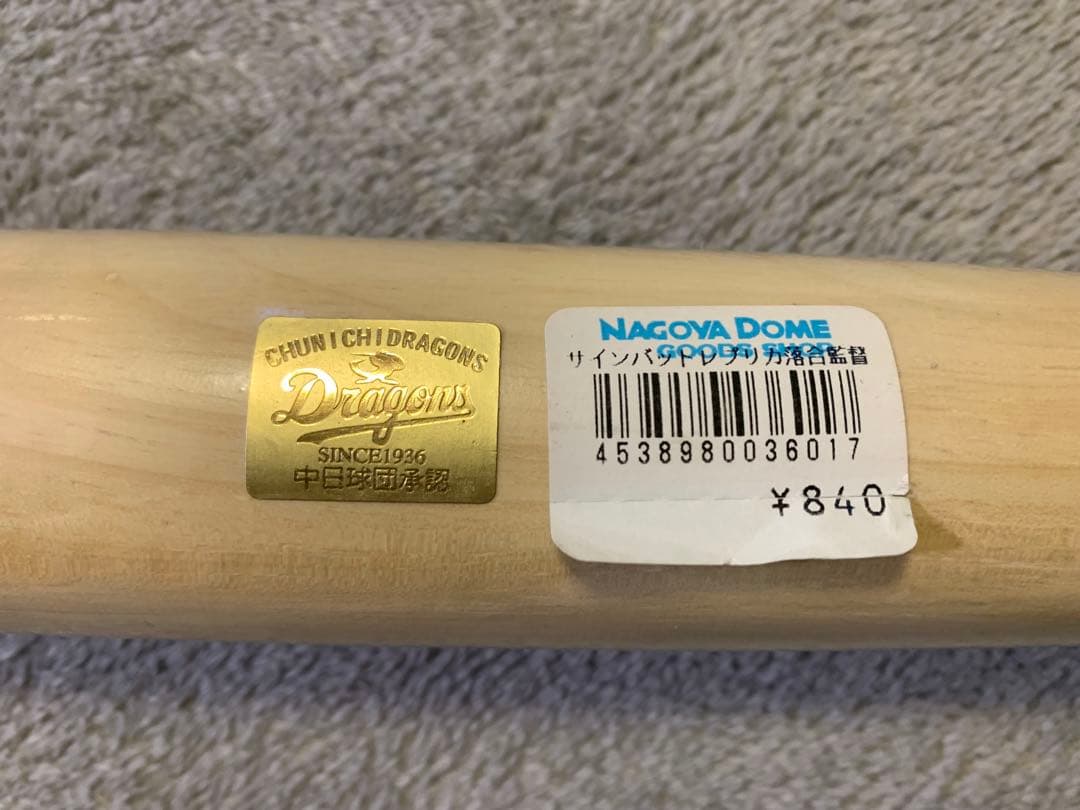 CHUNICHI DRAGONS
Dragons
SINCE1936
中日球団承認
NAGOYA DOME
GOODS SHOP
サインバットレプリカ落合監督
4538980036017
¥840